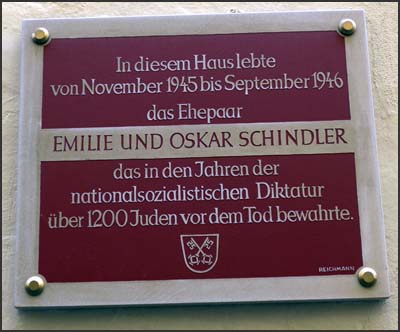 In diesem Haus lebte
von November 1945 bis September 1946
das Ehepaar
EMILIE UND OSKAR SCHINDLER
das in den Jahren der
nationalsozialistischen Diktatur
über 1200 Juden vor dem Tod bewahrte.
REICHMANN